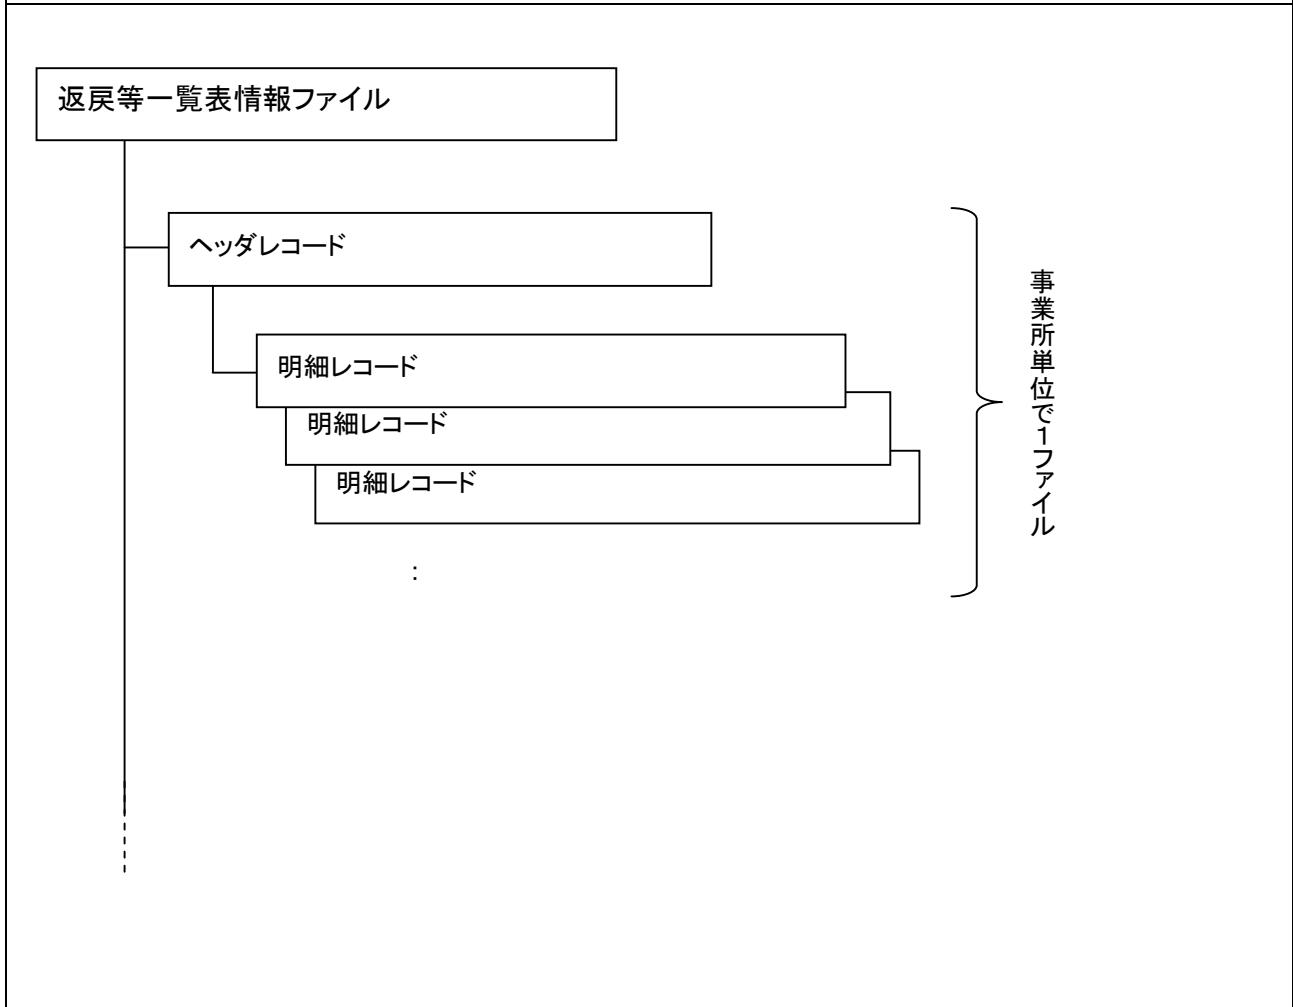 返戻等一覧表情報ファイル
ヘッダレコード
明細レコード
明細レコード
明細レコード
：
事業所単位で１ファイル